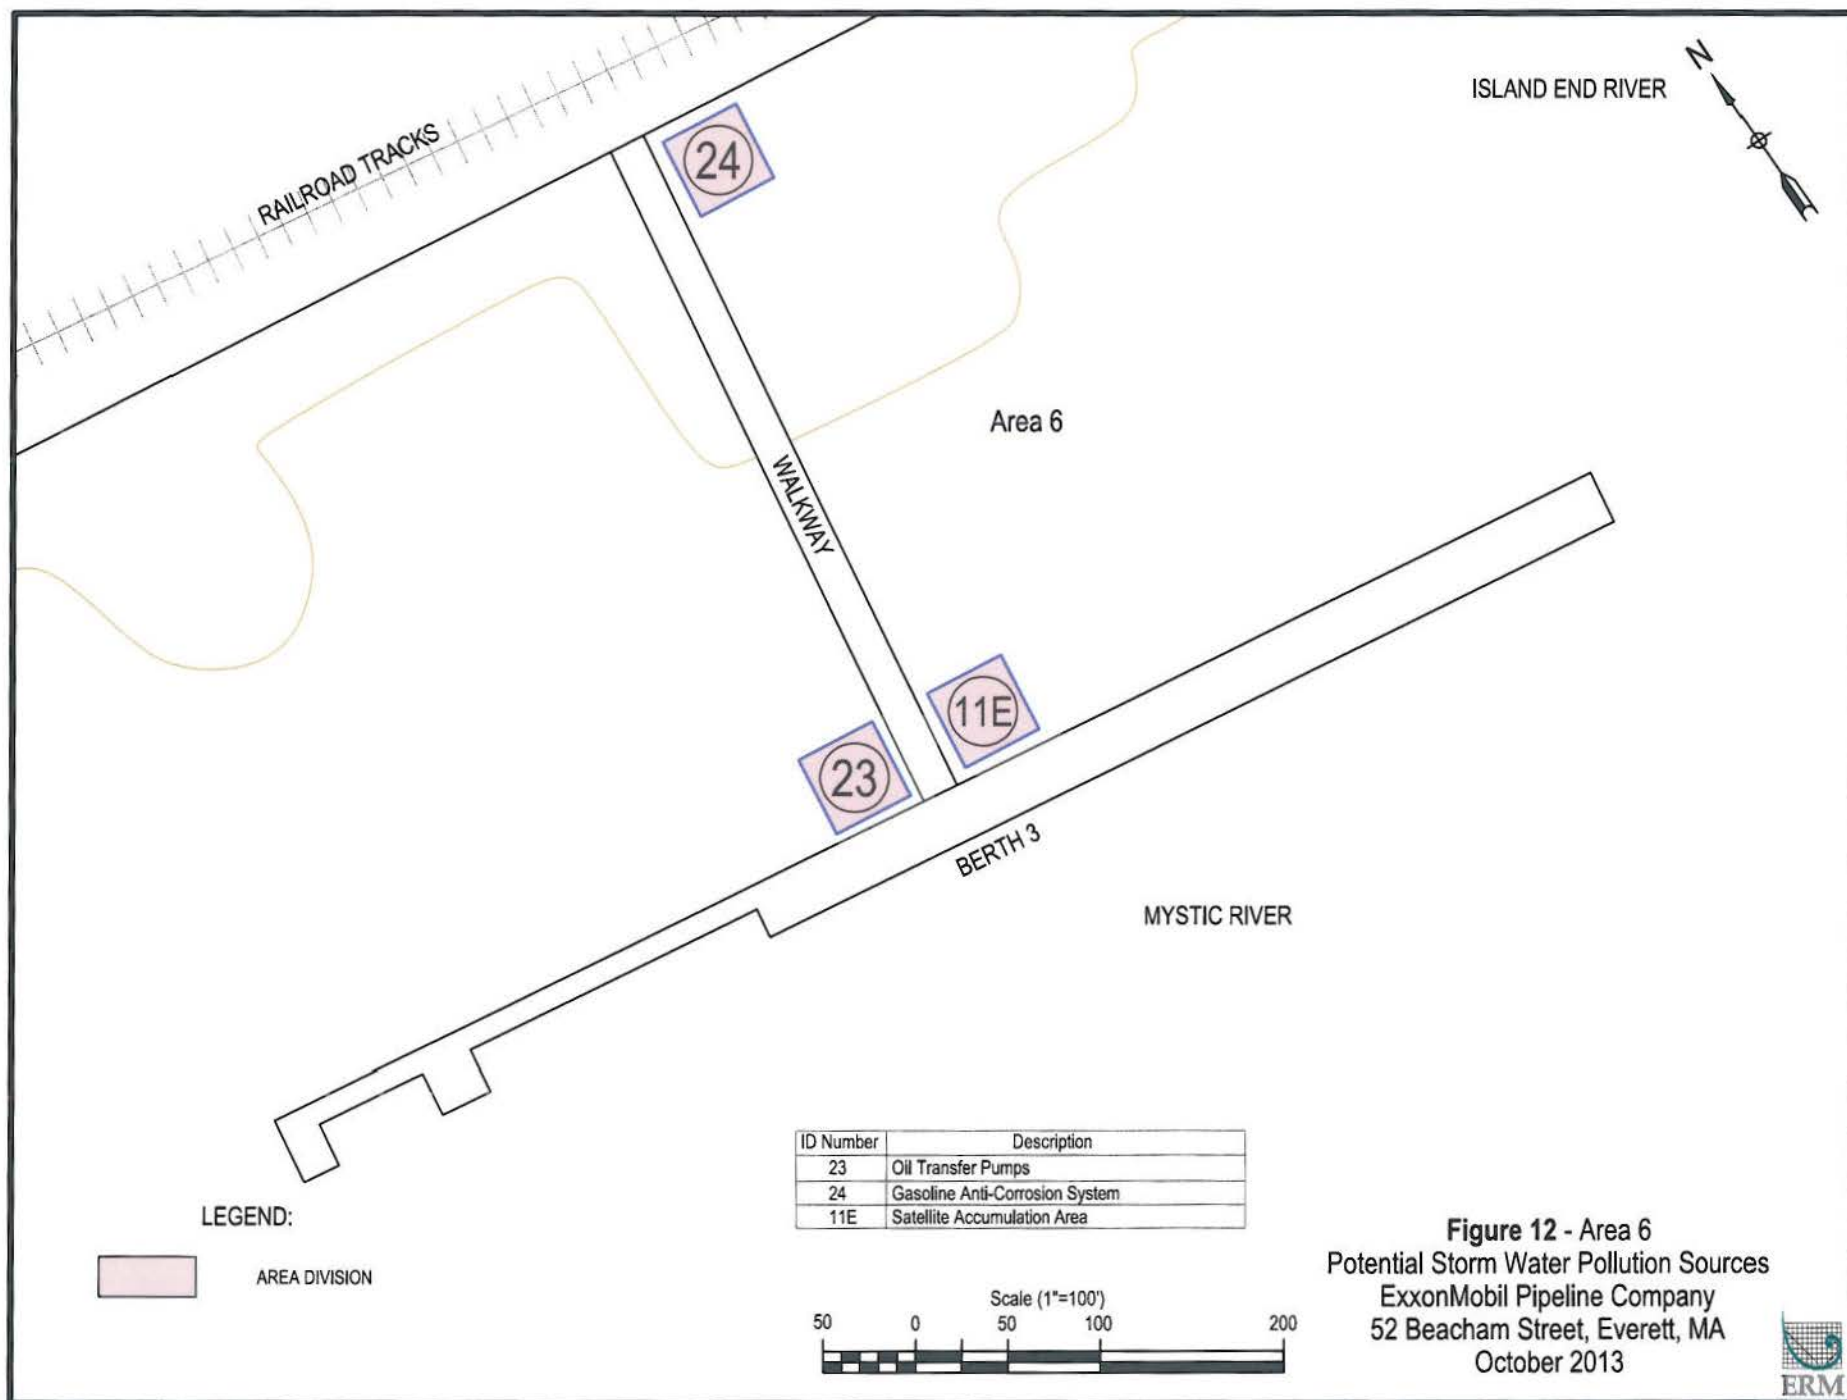 N
ISLAND END RIVER
RAILROAD TRACKS
24
Area 6
WALKWAY
11E
23
BERTH 3
MYSTIC RIVER
ID Number Description
23 Oil Transfer Pumps
24 Gasoline Anti-Corrosion System
11E Satellite Accumulation Area
LEGEND:
AREA DIVISION
Scale (1"=100')
50 0 50 100 200
Figure 12 - Area 6
Potential Storm Water Pollution Sources
ExxonMobil Pipeline Company
52 Beacham Street, Everett, MA
October 2013
ERM